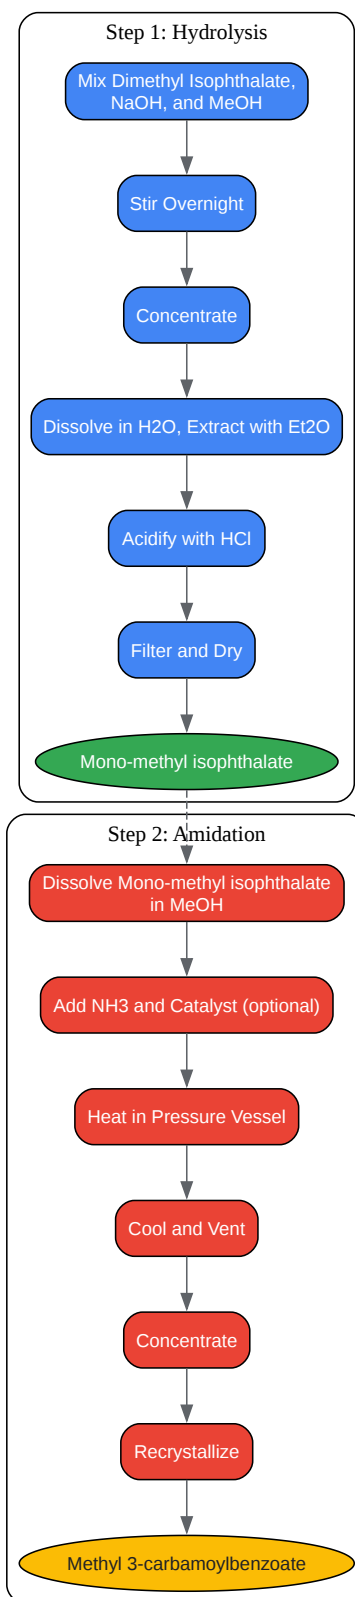 Step 1: Hydrolysis
Mix Dimethyl Isophthalate,
NaOH, and MeOH
Stir Overnight
Concentrate
Dissolve in H2O, Extract with Et2O
Acidify with HCl
Filter and Dry
Mono-methyl isophthalate
Step 2: Amidation
Dissolve Mono-methyl isophthalate
in MeOH
Add NH3 and Catalyst (optional)
Heat in Pressure Vessel
Cool and Vent
Concentrate
Recrystallize
Methyl 3-carbamoylbenzoate